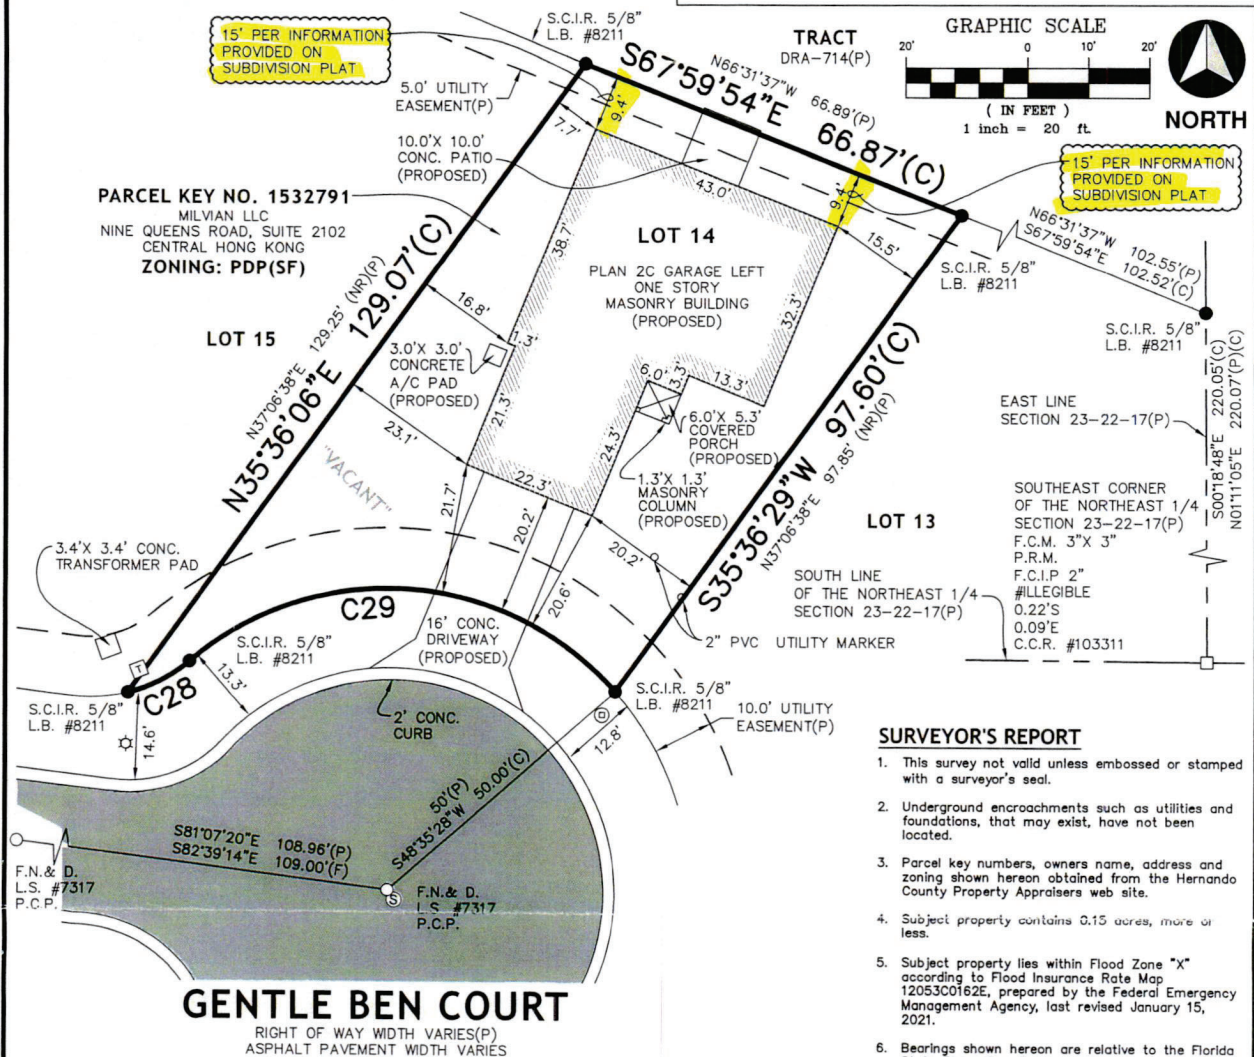 15' PER INFORMATION
PROVIDED ON
SUBDIVISION PLAT
S.C.I.R. 5/8"
L.B. #8211
TRACT
DRA-714(P)
GRAPHIC SCALE
20' 0 10' 20'
( IN FEET )
1 inch = 20 ft.
NORTH
5.0' UTILITY
EASEMENT(P)
S67°59'54"E 66.87'(C)
N66°31'37"W 66.89'(P)
10'
9.4'
7.7'
10.0'X 10.0'
CONC. PATIO
(PROPOSED)
15' PER INFORMATION
PROVIDED ON
SUBDIVISION PLAT
9.4'
10'
43.0'
PARCEL KEY NO. 1532791
MILVIAN LLC
NINE QUEENS ROAD, SUITE 2102
CENTRAL HONG KONG
ZONING: PDP(SF)
LOT 14
PLAN 2C GARAGE LEFT
ONE STORY
MASONRY BUILDING
(PROPOSED)
38.7'
15.5'
32.3'
N66°31'37"W 102.55'(P)
S67°59'54"E 102.52'(C)
S.C.I.R. 5/8"
L.B. #8211
S.C.I.R. 5/8"
L.B. #8211
LOT 15
N35°36'06"E 129.07'(C)
N37°06'38"E 129.25' (NR)(P)
16.8'
1.3'
3.0'X 3.0'
CONCRETE
A/C PAD
(PROPOSED)
6.0'
3.3'
13.3'
6.0'X 5.3'
COVERED
PORCH
(PROPOSED)
21.3'
23.1'
24.3'
22.3'
1.3'X 1.3'
MASONRY
COLUMN
(PROPOSED)
"VACANT"
S35°36'29"W 97.60'(C)
N37°06'38"E 97.85' (NR)(P)
EAST LINE
SECTION 23-22-17(P)
S00°18'48"E 220.05'(C)
N01°11'05"E 220.07'(P)(C)
LOT 13
SOUTHEAST CORNER
OF THE NORTHEAST 1/4
SECTION 23-22-17(P)
F.C.M. 3"X 3"
P.R.M.
F.C.I.P 2"
#ILLEGIBLE
0.22'S
0.09'E
C.C.R. #103311
SOUTH LINE
OF THE NORTHEAST 1/4
SECTION 23-22-17(P)
3.4'X 3.4' CONC.
TRANSFORMER PAD
21.7'
20.2'
20.6'
20.2'
C29
16' CONC.
DRIVEWAY
(PROPOSED)
2" PVC UTILITY MARKER
T
S.C.I.R. 5/8"
L.B. #8211
C28
13.3'
S.C.I.R. 5/8"
L.B. #8211
14.6'
2' CONC.
CURB
S.C.I.R. 5/8"
L.B. #8211
12.8'
10.0' UTILITY
EASEMENT(P)
50'(P)
S48°35'28"W 50.00'(C)
S81°07'20"E 108.96'(P)
S82°39'14"E 109.00'(F)
F.N.& D.
L.S. #7317
P.C.P.
S
F.N.& D.
L.S. #7317
P.C.P.
GENTLE BEN COURT
RIGHT OF WAY WIDTH VARIES(P)
ASPHALT PAVEMENT WIDTH VARIES
SURVEYOR'S REPORT
1. This survey not valid unless embossed or stamped
with a surveyor's seal.
2. Underground encroachments such as utilities and
foundations, that may exist, have not been
located.
3. Parcel key numbers, owners name, address and
zoning shown hereon obtained from the Hernando
County Property Appraisers web site.
4. Subject property contains 0.15 acres, more or
less.
5. Subject property lies within Flood Zone "X"
according to Flood Insurance Rate Map
12053C0162E, prepared by the Federal Emergency
Management Agency, last revised January 15,
2021.
6. Bearings shown hereon are relative to the Florida